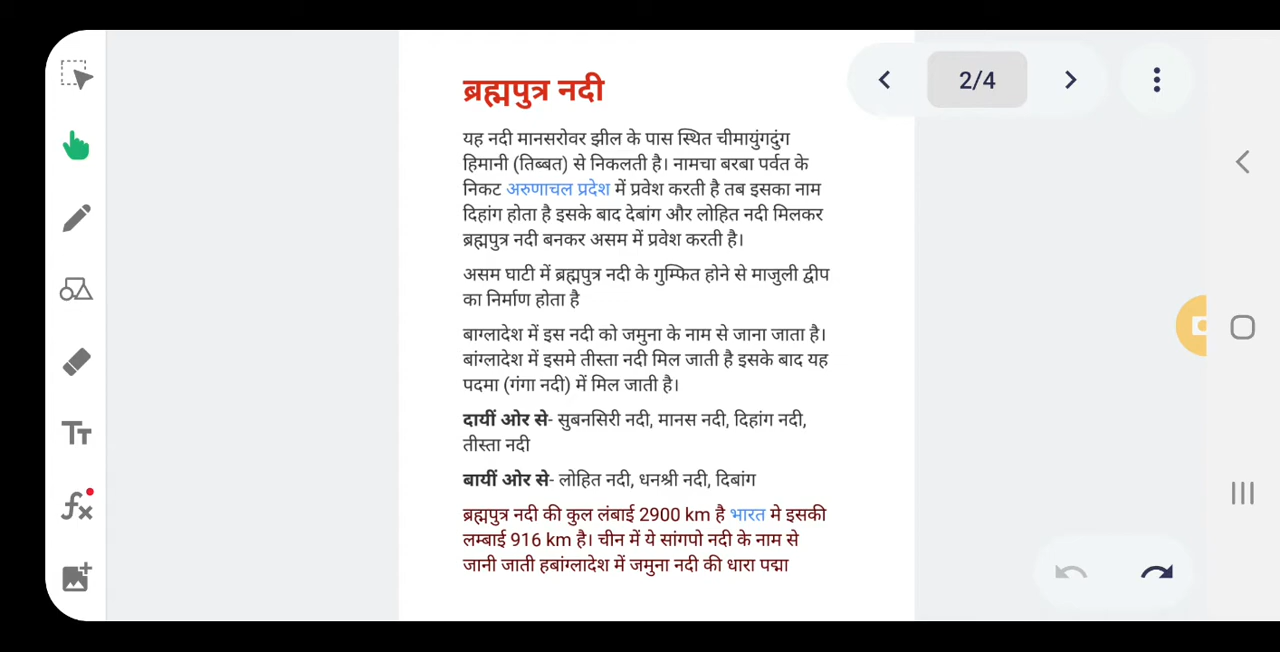 ब्रह्मपुत्र नदी
2/4
यह नदी मानसरोवर झील के पास स्थित चीमायुंगदुंग
हिमानी (तिब्बत) से निकलती है। नामचा बरबा पर्वत के
निकट अरुणाचल प्रदेश में प्रवेश करती है तब इसका नाम
दिहांग होता है इसके बाद देबांग और लोहित नदी मिलकर
ब्रह्मपुत्र नदी बनकर असम में प्रवेश करती है।
असम घाटी में ब्रह्मपुत्र नदी के गुम्फित होने से माजुली द्वीप
का निर्माण होता है
बाग्लादेश में इस नदी को जमुना के नाम से जाना जाता है।
बांग्लादेश में इसमे तीस्ता नदी मिल जाती है इसके बाद यह
पदमा (गंगा नदी) में मिल जाती है।
दायीं ओर से- सुबनसिरी नदी, मानस नदी, दिहांग नदी,
तीस्ता नदी
बायीं ओर से- लोहित नदी, धनश्री नदी, दिबांग
ब्रह्मपुत्र नदी की कुल लंबाई 2900 km है भारत मे इसकी
लम्बाई 916 km है। चीन में ये सांगपो नदी के नाम से
जानी जाती हबांग्लादेश में जमुना नदी की धारा पद्मा
Tт
fx